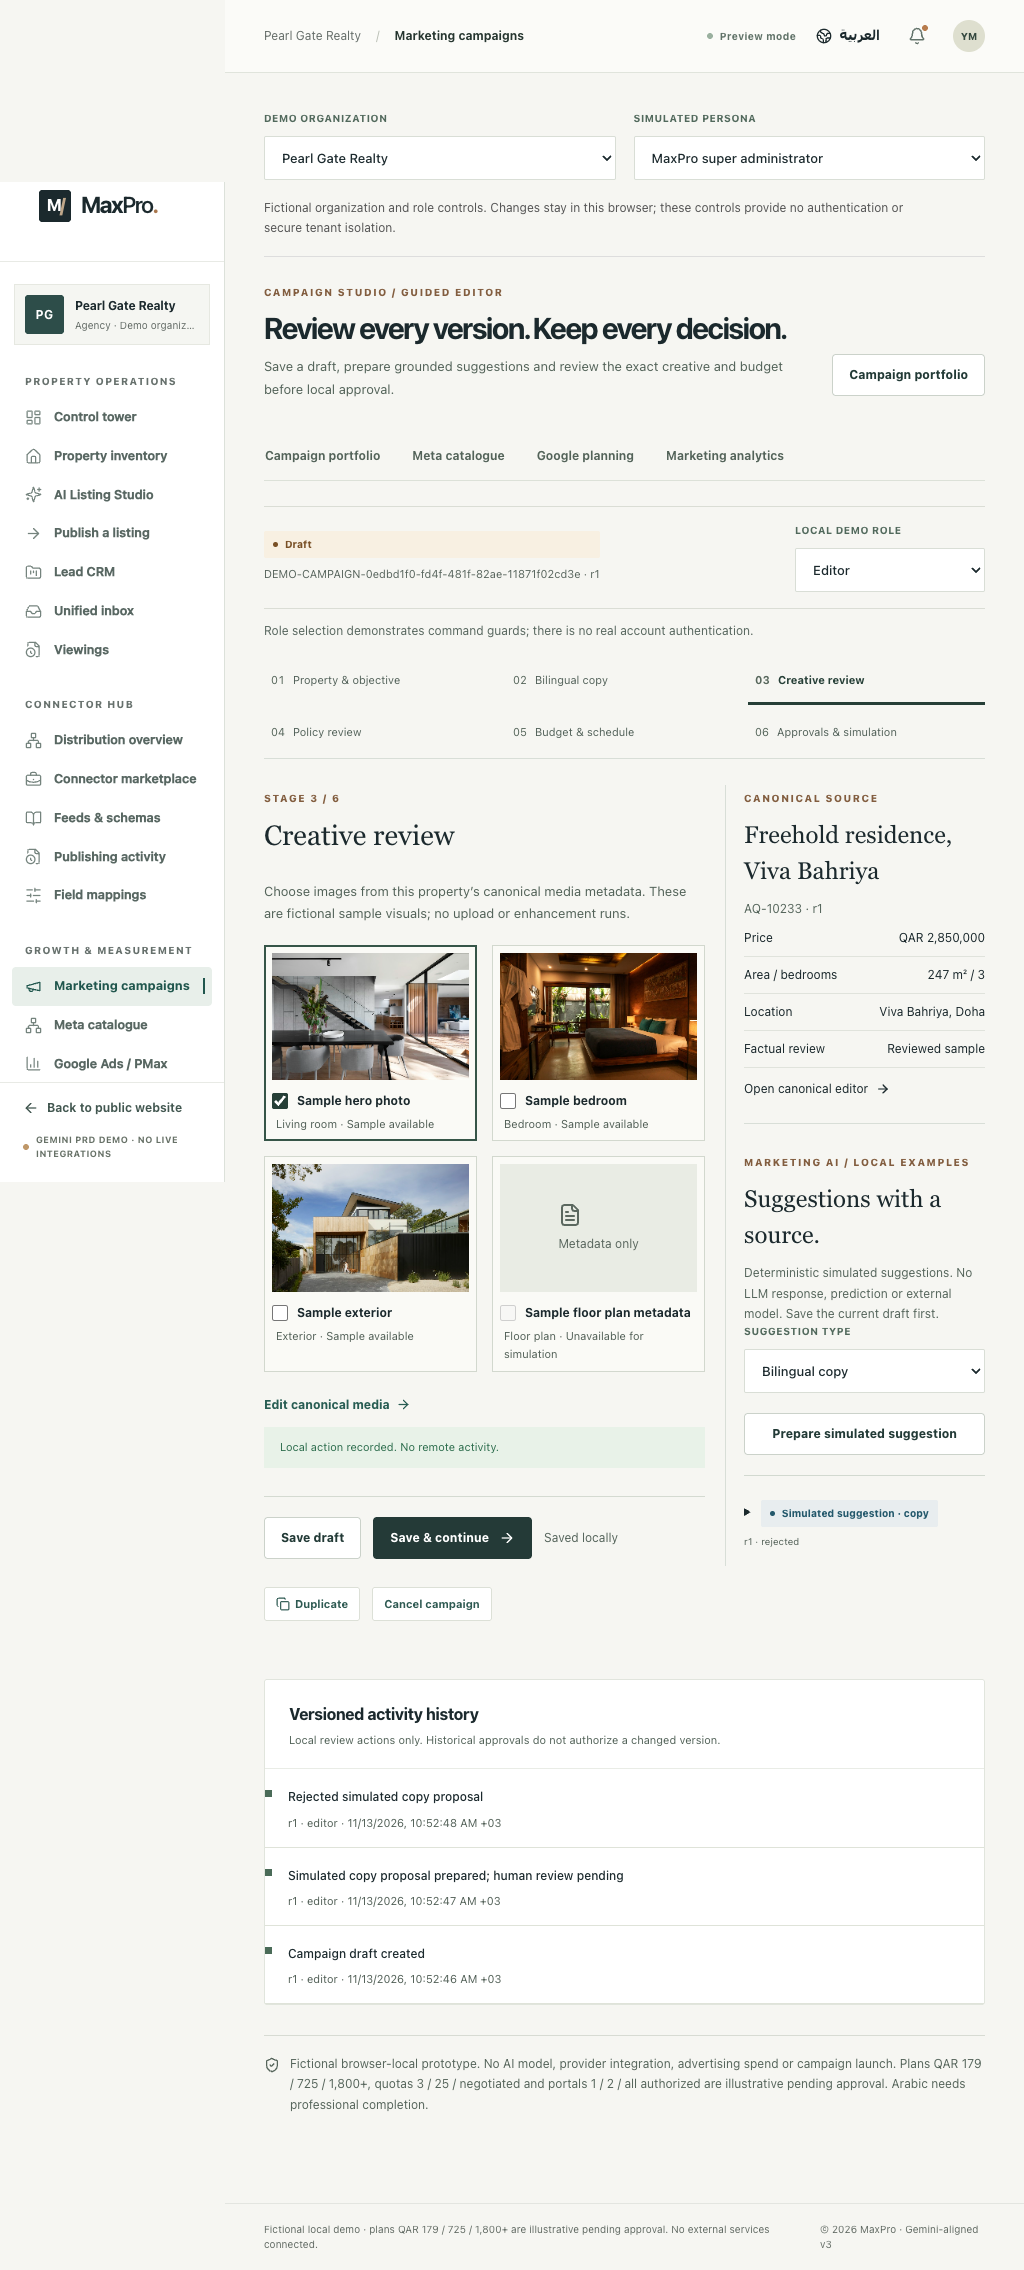 Pearl Gate Realty / Marketing campaigns
Preview mode
العربية
YM
DEMO ORGANIZATION
Pearl Gate Realty
SIMULATED PERSONA
MaxPro super administrator
Fictional organization and role controls. Changes stay in this browser; these controls provide no authentication or
secure tenant isolation.
M/ MaxPro.
PG
Pearl Gate Realty
Agency · Demo organiz...
PROPERTY OPERATIONS
Control tower
Property inventory
AI Listing Studio
Publish a listing
Lead CRM
Unified inbox
Viewings
CONNECTOR HUB
Distribution overview
Connector marketplace
Feeds & schemas
Publishing activity
Field mappings
GROWTH & MEASUREMENT
Marketing campaigns
Meta catalogue
Google Ads / PMax
Back to public website
GEMINI PRD DEMO · NO LIVE
INTEGRATIONS
CAMPAIGN STUDIO / GUIDED EDITOR
Review every version. Keep every decision.
Save a draft, prepare grounded suggestions and review the exact creative and budget
before local approval.
Campaign portfolio
Campaign portfolio
Meta catalogue
Google planning
Marketing analytics
Draft
DEMO-CAMPAIGN-0edbd1f0-fd4f-481f-82ae-11871f02cd3e · r1
LOCAL DEMO ROLE
Editor
Role selection demonstrates command guards; there is no real account authentication.
01 Property & objective
02 Bilingual copy
03 Creative review
04 Policy review
05 Budget & schedule
06 Approvals & simulation
STAGE 3 / 6
Creative review
Choose images from this property's canonical media metadata. These
are fictional sample visuals; no upload or enhancement runs.
Sample hero photo
Living room · Sample available
Sample bedroom
Bedroom · Sample available
Sample exterior
Exterior · Sample available
Metadata only
Sample floor plan metadata
Floor plan · Unavailable for
simulation
Edit canonical media
Local action recorded. No remote activity.
Save draft
Save & continue
Saved locally
Duplicate
Cancel campaign
CANONICAL SOURCE
Freehold residence,
Viva Bahriya
AQ-10233 · r1
Price QAR 2,850,000
Area / bedrooms 247 m² / 3
Location Viva Bahriya, Doha
Factual review Reviewed sample
Open canonical editor
MARKETING AI / LOCAL EXAMPLES
Suggestions with a
source.
Deterministic simulated suggestions. No
LLM response, prediction or external
model. Save the current draft first.
SUGGESTION TYPE
Bilingual copy
Prepare simulated suggestion
Simulated suggestion · copy
r1 · rejected
Versioned activity history
Local review actions only. Historical approvals do not authorize a changed version.
Rejected simulated copy proposal
r1 · editor · 11/13/2026, 10:52:48 AM +03
Simulated copy proposal prepared; human review pending
r1 · editor · 11/13/2026, 10:52:47 AM +03
Campaign draft created
r1 · editor · 11/13/2026, 10:52:46 AM +03
Fictional browser-local prototype. No AI model, provider integration, advertising spend or campaign launch. Plans QAR 179
/ 725 / 1,800+, quotas 3 / 25 / negotiated and portals 1 / 2 / all authorized are illustrative pending approval. Arabic needs
professional completion.
Fictional local demo · plans QAR 179 / 725 / 1,800+ are illustrative pending approval. No external services
connected.
© 2026 MaxPro · Gemini-aligned
v3